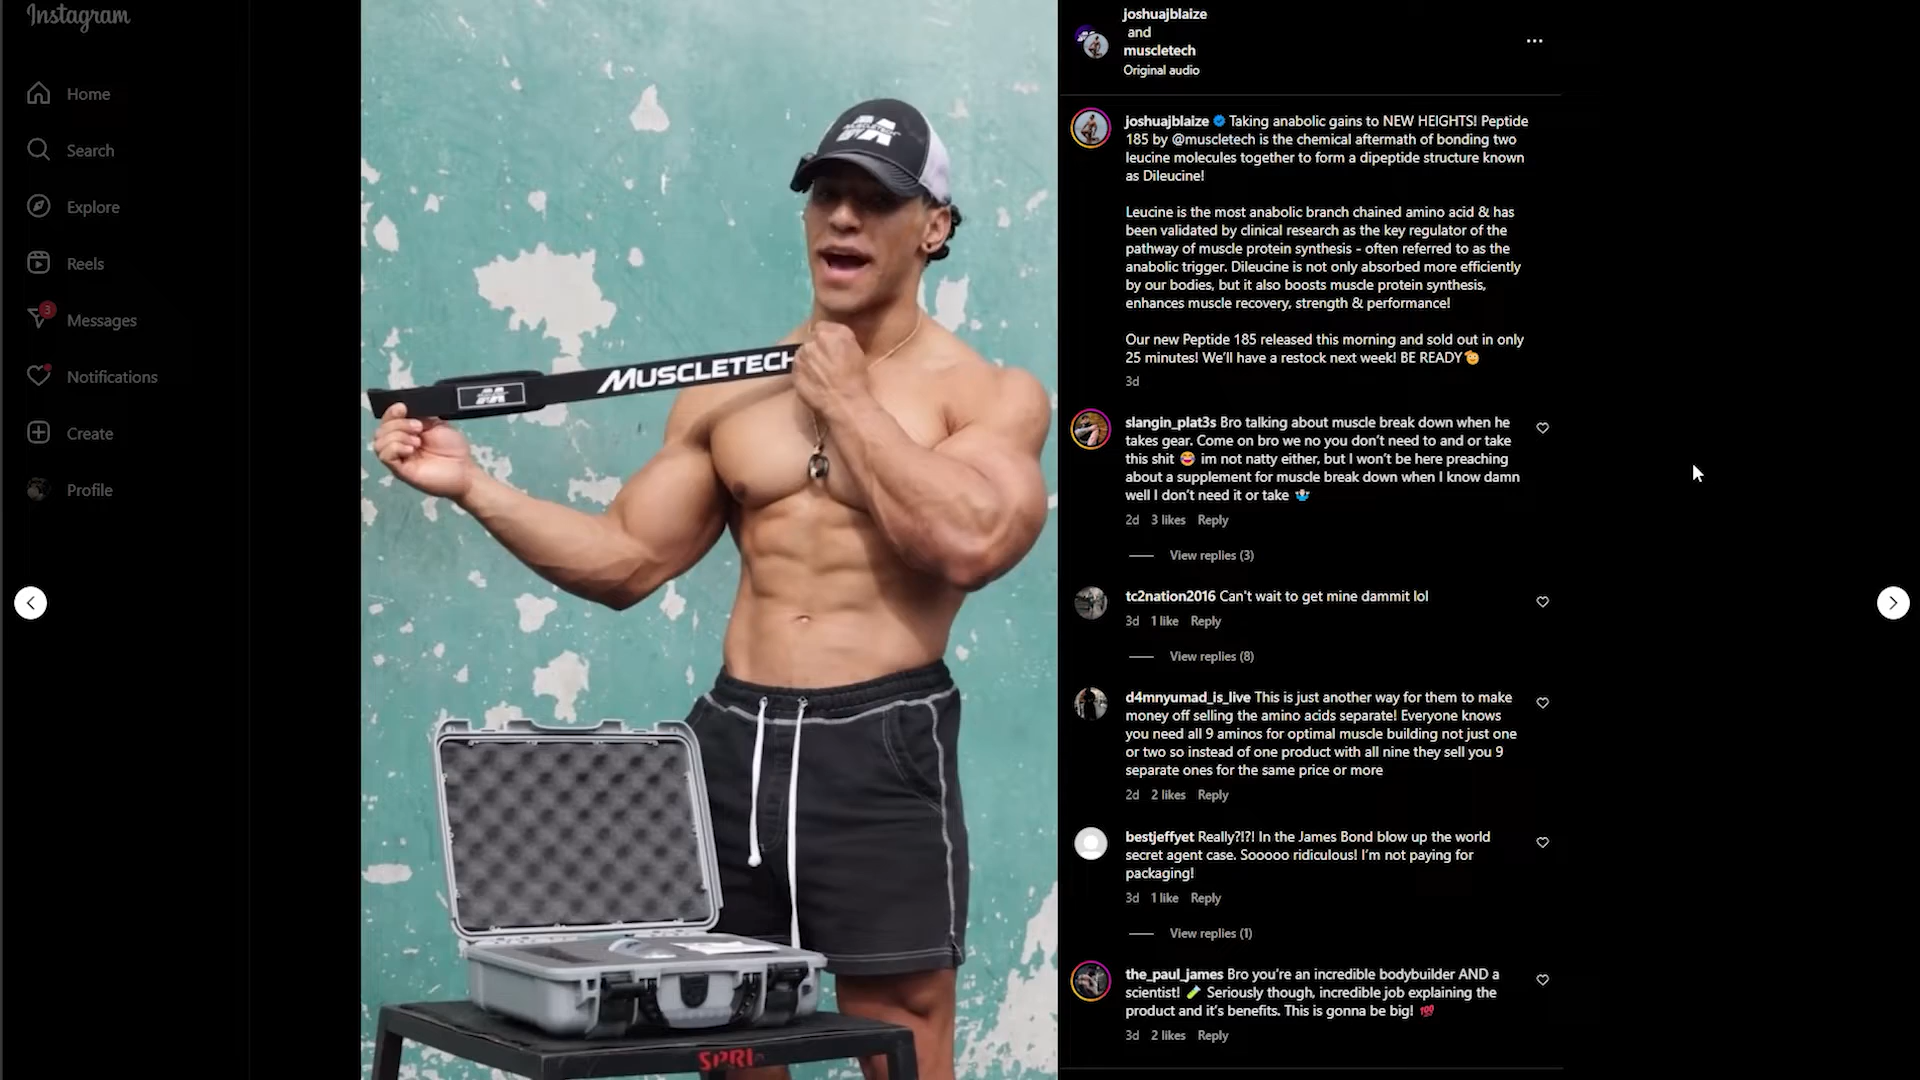 Instagram
Home
Search
Explore
Reels
3
Messages
Notifications
Create
Profile
MUSCLETECH
MUSCLETECH
SPRI
joshuajblaize
and
muscletech
Original audio
joshuajblaize Taking anabolic gains to NEW HEIGHTS! Peptide
185 by @muscletech is the chemical aftermath of bonding two
leucine molecules together to form a dipeptide structure known
as Dileucine!
Leucine is the most anabolic branch chained amino acid & has
been validated by clinical research as the key regulator of the
pathway of muscle protein synthesis - often referred to as the
anabolic trigger. Dileucine is not only absorbed more efficiently
by our bodies, but it also boosts muscle protein synthesis,
enhances muscle recovery, strength & performance!
Our new Peptide 185 released this morning and sold out in only
25 minutes! We'll have a restock next week! BE READY🫡
3d
slangin_plat3s Bro talking about muscle break down when he
takes gear. Come on bro we no you don't need to and or take
this shit 😂 im not natty either, but I won't be here preaching
about a supplement for muscle break down when I know damn
well I don't need it or take 🤷‍♂️
2d 3 likes Reply
View replies (3)
tc2nation2016 Can't wait to get mine dammit lol
3d 1 like Reply
View replies (8)
d4mnyumad_is_live This is just another way for them to make
money off selling the amino acids separate! Everyone knows
you need all 9 aminos for optimal muscle building not just one
or two so instead of one product with all nine they sell you 9
separate ones for the same price or more
2d 2 likes Reply
bestjeffyet Really?!?! In the James Bond blow up the world
secret agent case. Sooooo ridiculous! I'm not paying for
packaging!
3d 1 like Reply
View replies (1)
the_paul_james Bro you're an incredible bodybuilder AND a
scientist! 🧪 Seriously though, incredible job explaining the
product and it's benefits. This is gonna be big! 💯
3d 2 likes Reply